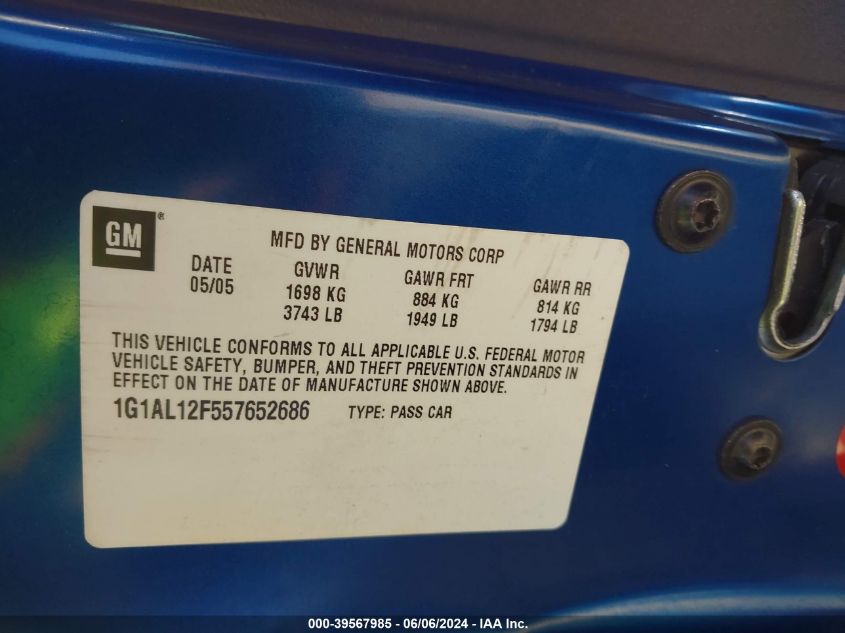 GM®
MFD BY GENERAL MOTORS CORP
DATE GVWR GAWR FRT GAWR RR
05/05 1698 KG 884 KG 814 KG
3743 LB 1949 LB 1794 LB
THIS VEHICLE CONFORMS TO ALL APPLICABLE U.S. FEDERAL MOTOR
VEHICLE SAFETY, BUMPER, AND THEFT PREVENTION STANDARDS IN
EFFECT ON THE DATE OF MANUFACTURE SHOWN ABOVE.
1G1AL12F557652686 TYPE: PASS CAR
000-39567985 - 06/06/2024 - IAA Inc.